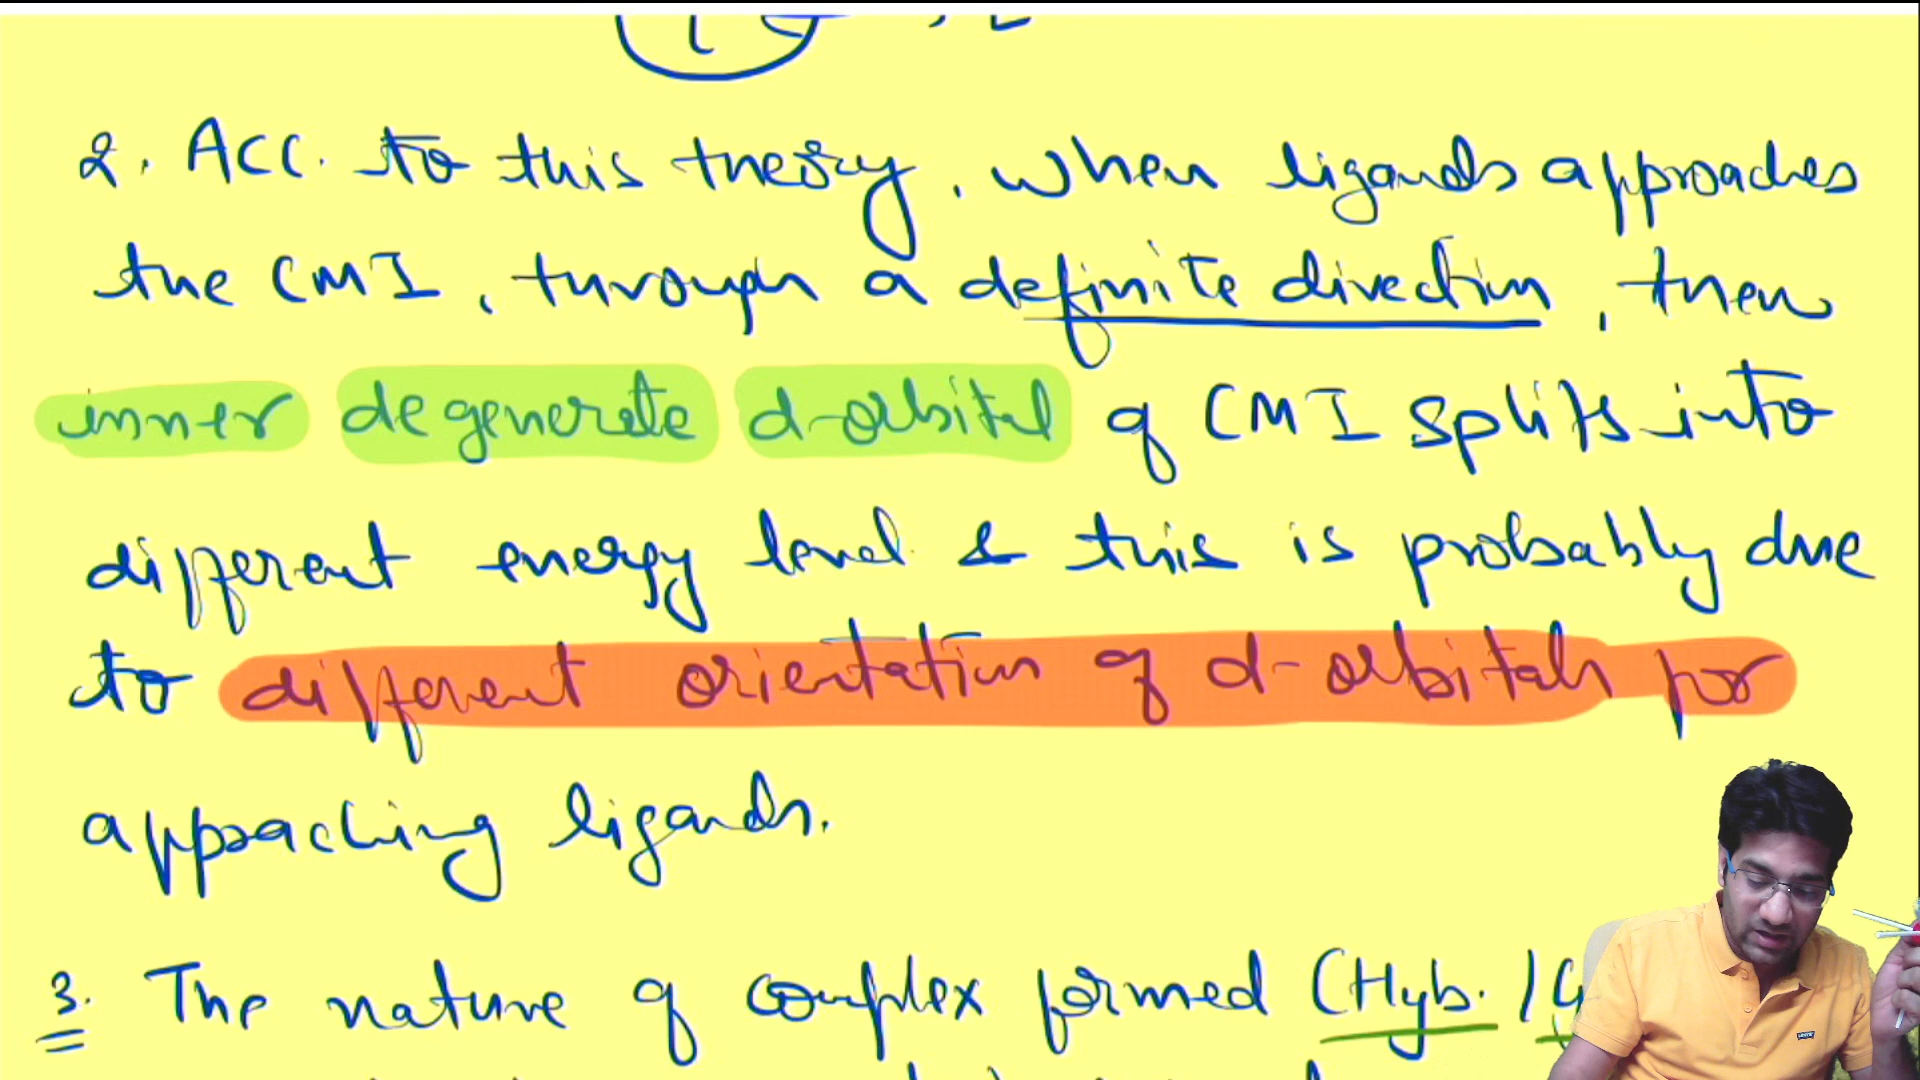 2. Acc. to this theory, when ligands approaches
the CMI, through a definite direction, then
inner degenerate d-orbital of CMI splits into
different energy level & this is probably due
to different orientation of d-orbitals for
approaching ligands.
3. The nature of complex formed (Hyb. / G